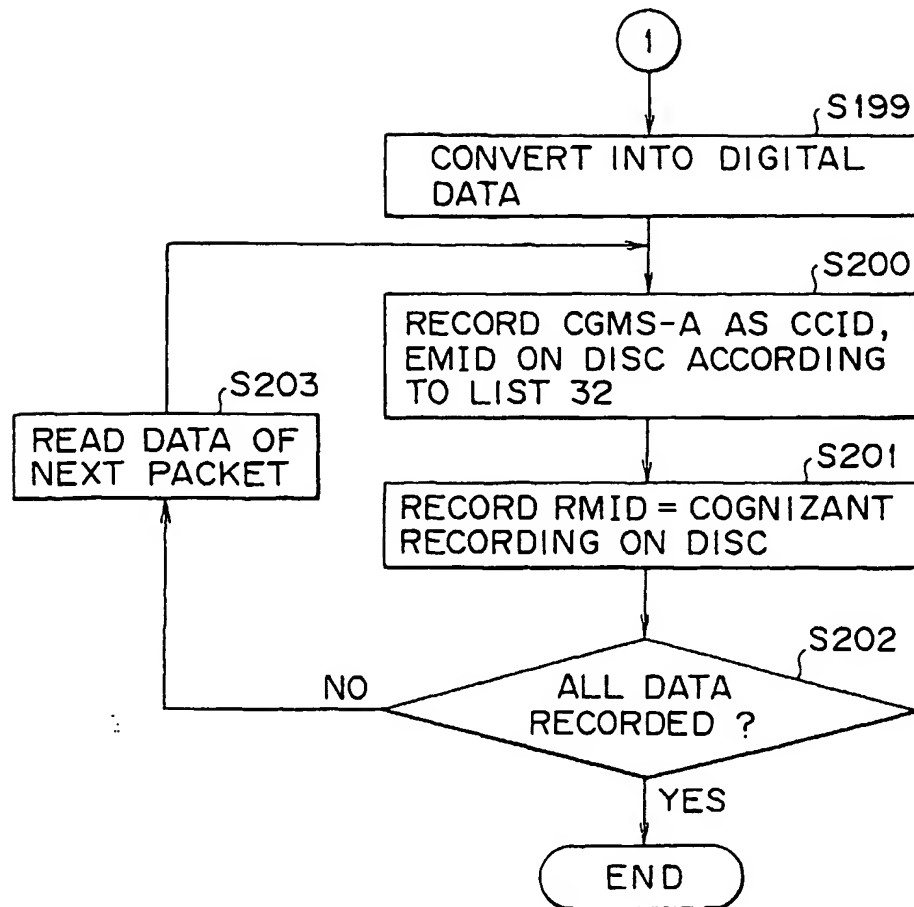 1
S199
CONVERT INTO DIGITAL
DATA
S200
RECORD CGMS-A AS CCID,
EMID ON DISC ACCORDING
TO LIST 32
S203
READ DATA OF
NEXT PACKET
S201
RECORD RMID = COGNIZANT
RECORDING ON DISC
S202
NO
ALL DATA
RECORDED ?
YES
END